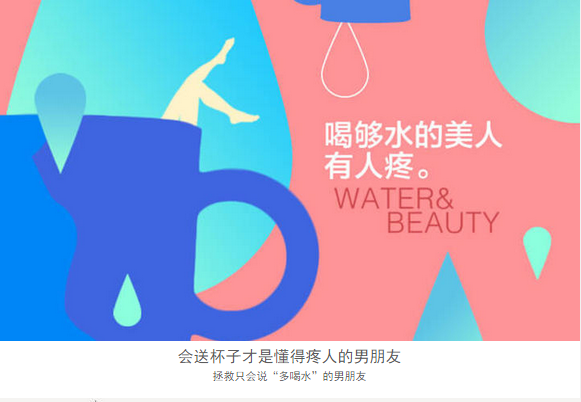 喝够水的美人
有人疼。
WATER&
BEAUTY
会送杯子才是懂得疼人的男朋友
拯救只会说“多喝水”的男朋友